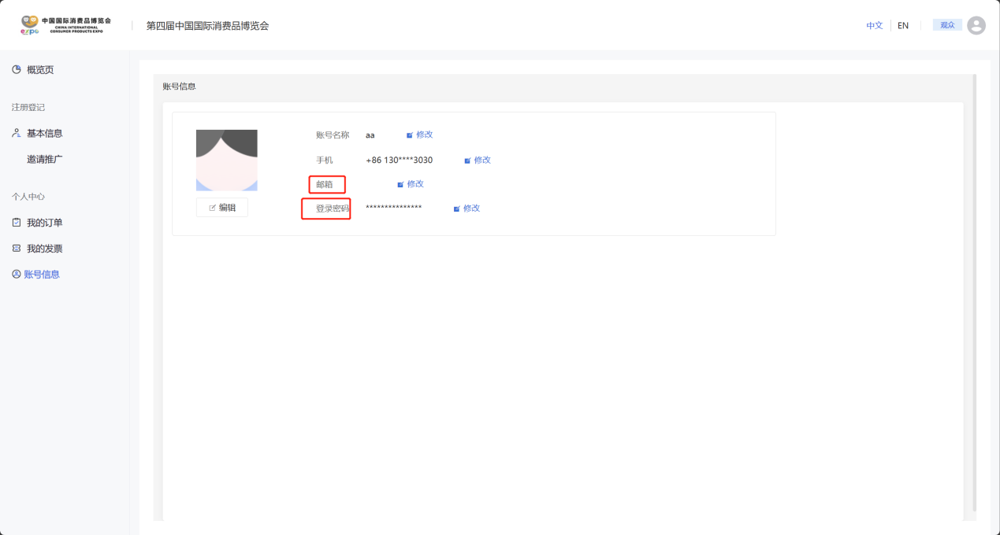 中国国际消费品博览会
CHINA INTERNATIONAL
CONSUMER PRODUCTS EXPO
expo
第四届中国国际消费品博览会
中文
EN
观众
概览页
注册登记
基本信息
邀请推广
个人中心
我的订单
我的发票
账号信息
账号信息
账号名称 aa 修改
手机 +86 130****3030 修改
邮箱 修改
登录密码 *************** 修改
编辑